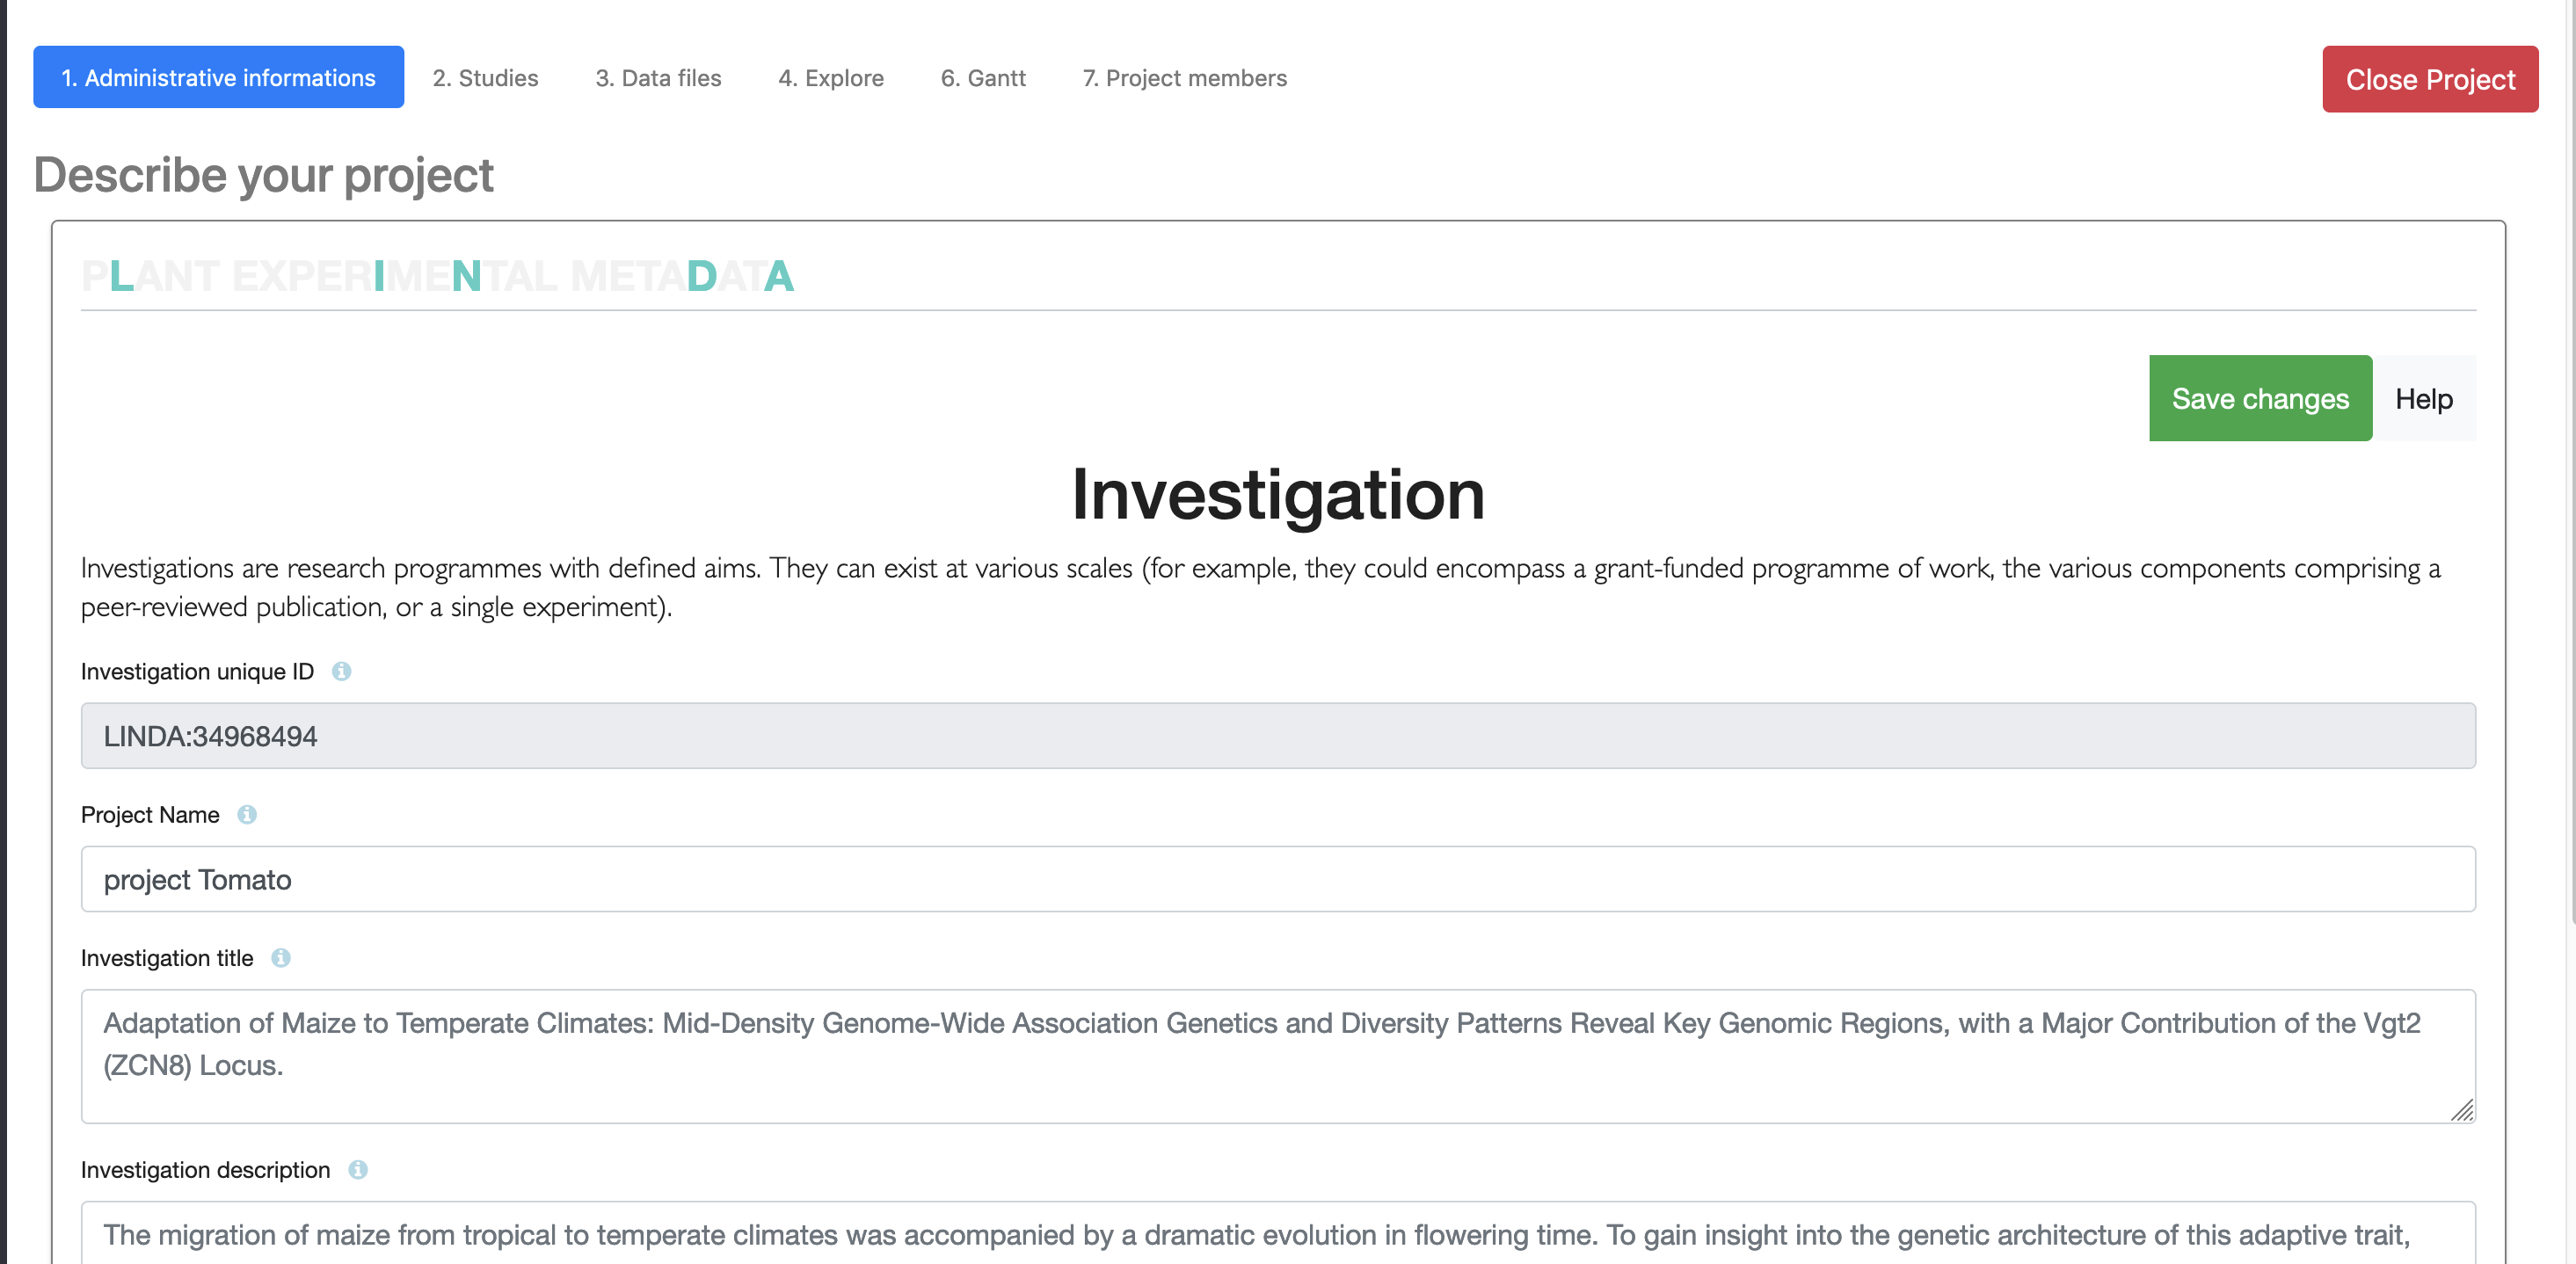 1. Administrative informations
2. Studies
3. Data files
4. Explore
6. Gantt
7. Project members
Close Project
Describe your project
PLANT EXPERIMENTAL METADATA
Save changes
Help
Investigation
Investigations are research programmes with defined aims. They can exist at various scales (for example, they could encompass a grant-funded programme of work, the various components comprising a
peer-reviewed publication, or a single experiment).
Investigation unique ID
LINDA:34968494
Project Name
project Tomato
Investigation title
Adaptation of Maize to Temperate Climates: Mid-Density Genome-Wide Association Genetics and Diversity Patterns Reveal Key Genomic Regions, with a Major Contribution of the Vgt2
(ZCN8) Locus.
Investigation description
The migration of maize from tropical to temperate climates was accompanied by a dramatic evolution in flowering time. To gain insight into the genetic architecture of this adaptive trait,